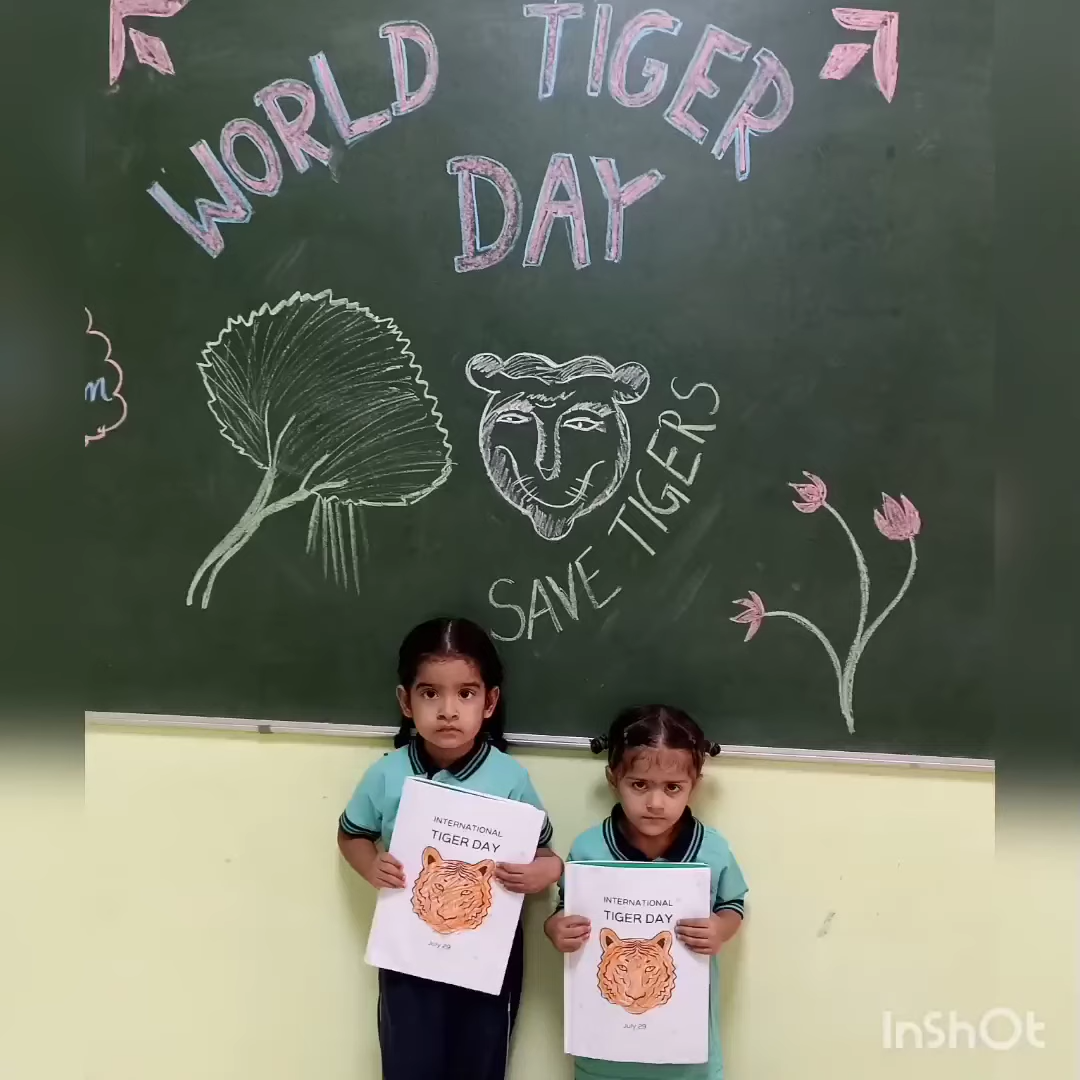 WORLD TIGER
DAY
m
SAVE TIGERS
INTERNATIONAL
TIGER DAY
July 29
INTERNATIONAL
TIGER DAY
July 29
InShOt